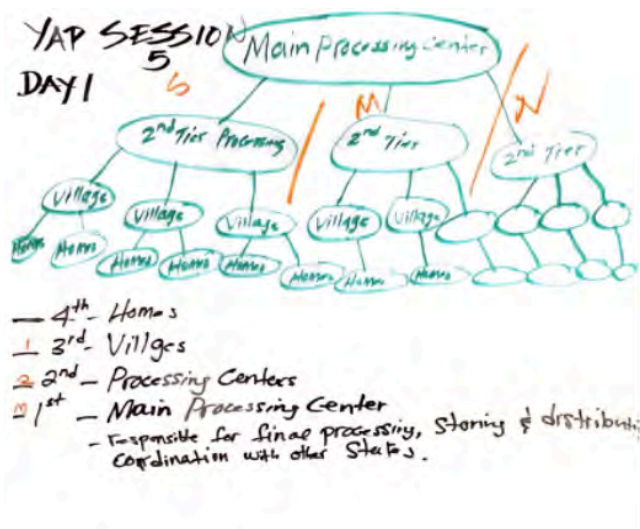 YAP SESSION
5
DAY 1
Main Processing Center
S
M
N
2nd Tier Processing
2nd Tier
2nd Tier
Village
Village
Village
Village
Village
Homes
Homes
Homes
Homes
Homes
Homes
Homes
Homes
— 4th - Homes
1 3rd - Villges
2 2nd — Processing Centers
1st — Main Processing Center
- responsible for final processing, storing & distributi
coordination with other States.